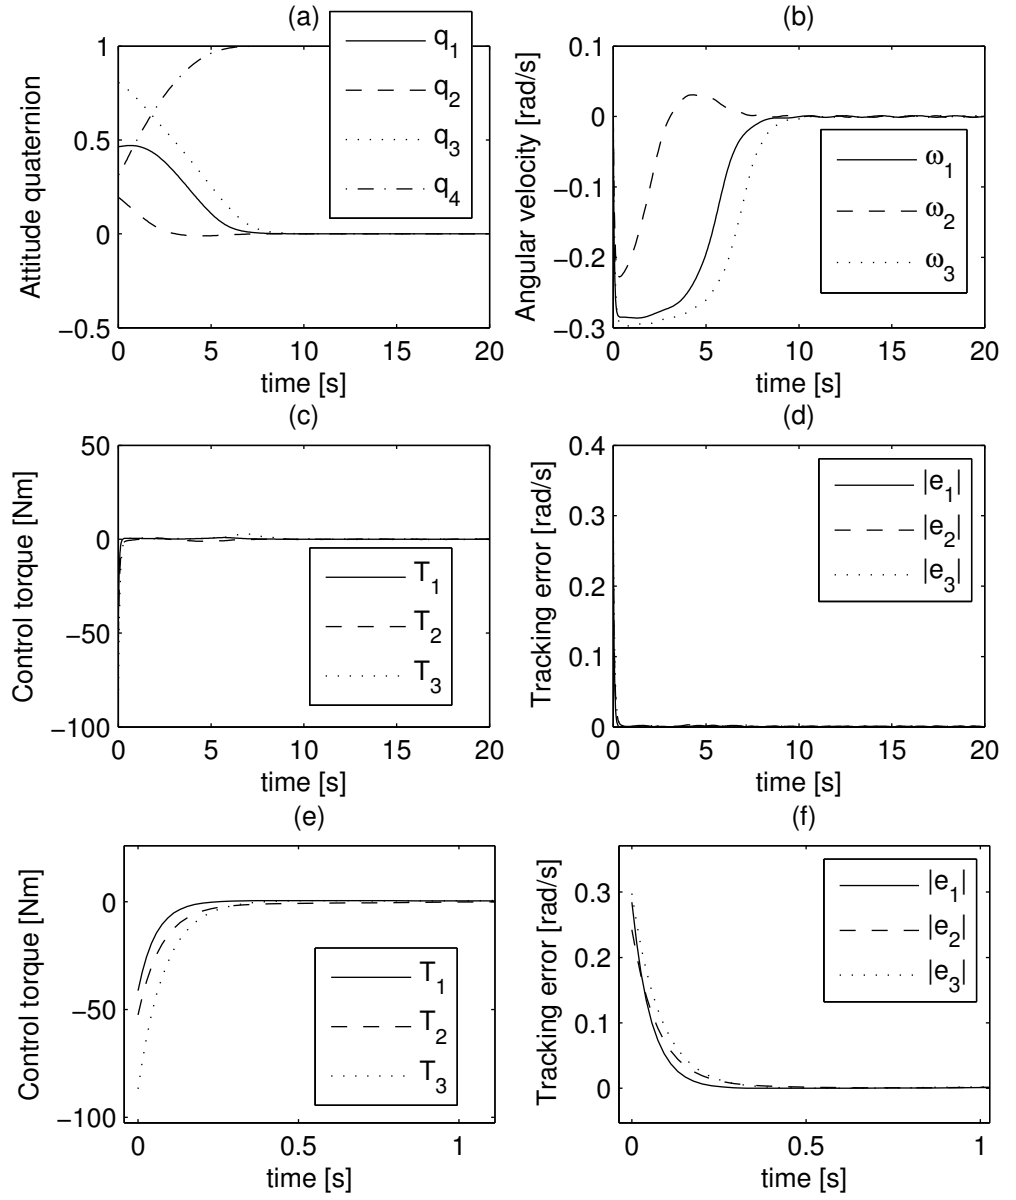 (a)
Attitude quaternion
1
0.5
0
−0.5
0
5
10
15
20
time [s]
q1
q2
q3
q4
(b)
Angular velocity [rad/s]
0.1
0
−0.1
−0.2
−0.3
0
5
10
15
20
time [s]
ω1
ω2
ω3
(c)
Control torque [Nm]
50
0
−50
−100
0
5
10
15
20
time [s]
T1
T2
T3
(d)
Tracking error [rad/s]
0.4
0.3
0.2
0.1
0
0
5
10
15
20
time [s]
|e1|
|e2|
|e3|
(e)
Control torque [Nm]
0
−50
−100
0
0.5
1
time [s]
T1
T2
T3
(f)
Tracking error [rad/s]
0.3
0.2
0.1
0
0
0.5
1
time [s]
|e1|
|e2|
|e3|